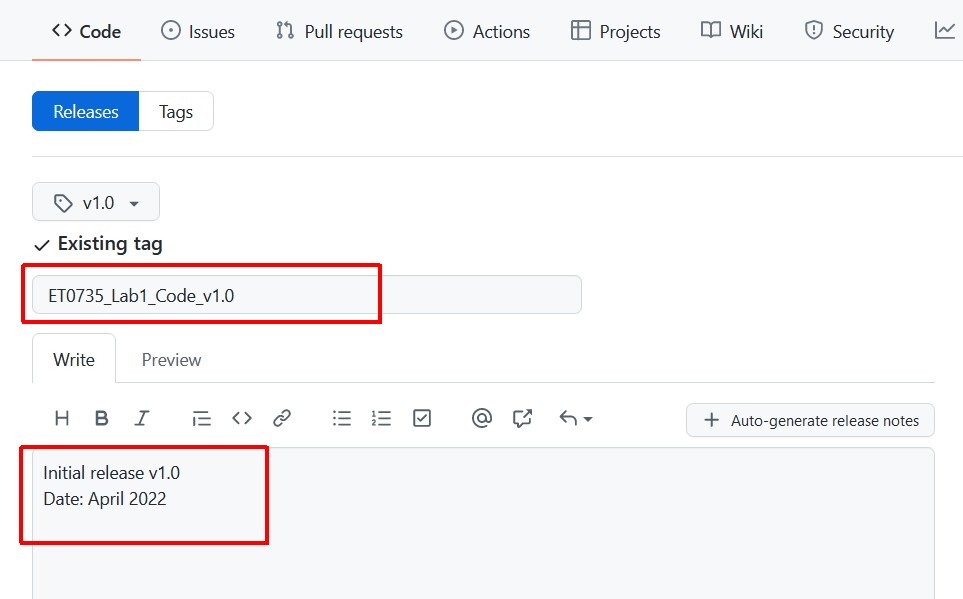 Code Issues Pull requests Actions Projects Wiki Security
Releases Tags
v1.0
Existing tag
ET0735_Lab1_Code_v1.0
Write Preview
H B I @ Auto-generate release notes
Initial release v1.0
Date: April 2022